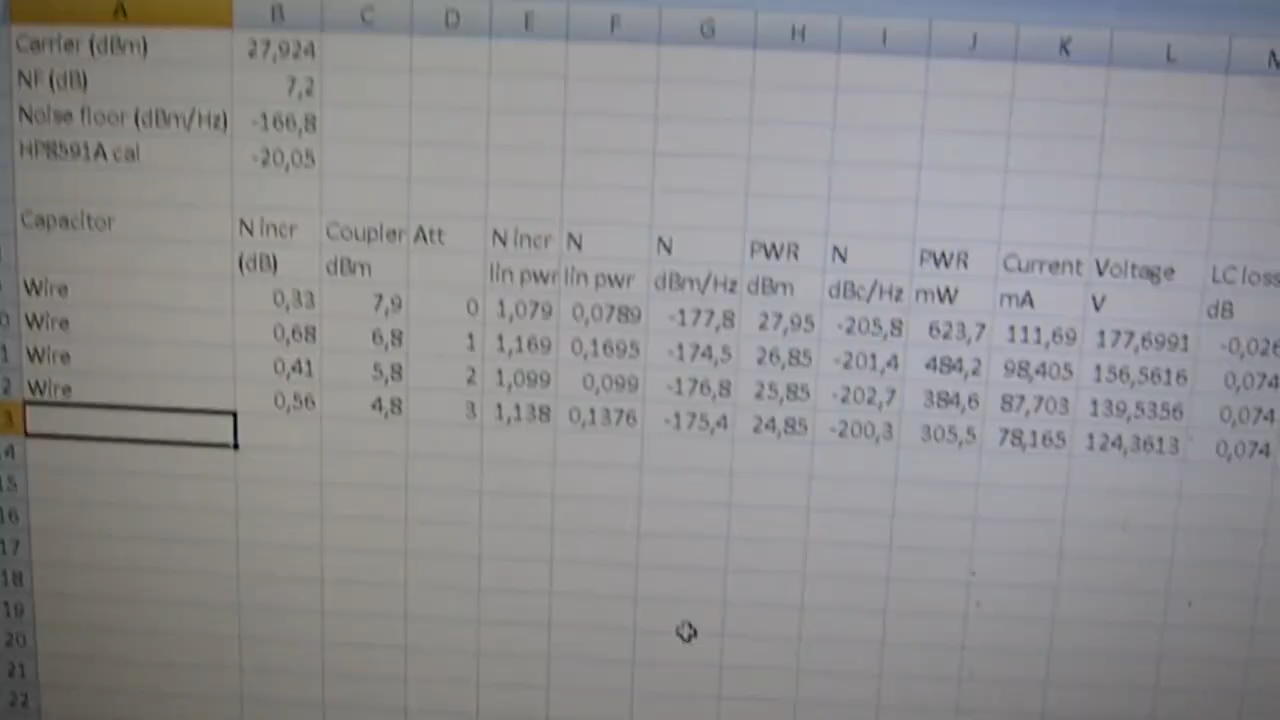 A B C D E F G H I J K L M
Carrier (dBm) 27,924
NF (dB) 7,2
Noise floor (dBm/Hz) -166,8
HP8591A cal -20,05
Capacitor N incr Coupler Att N incr N N PWR N PWR Current Voltage LC loss
(dB) dBm lin pwr lin pwr dBm/Hz dBm dBc/Hz mW mA V dB
Wire 0,33 7,9 0 1,079 0,0789 -177,8 27,95 -205,8 623,7 111,69 177,6991 -0,026
0 Wire 0,68 6,8 1 1,169 0,1695 -174,5 26,85 -201,4 484,2 98,405 156,5616 0,074
1 Wire 0,41 5,8 2 1,099 0,099 -176,8 25,85 -202,7 384,6 87,703 139,5356 0,074
2 Wire 0,56 4,8 3 1,138 0,1376 -175,4 24,85 -200,3 305,5 78,165 124,3613 0,074
3
4
15
16
17
18
19
20
21
22